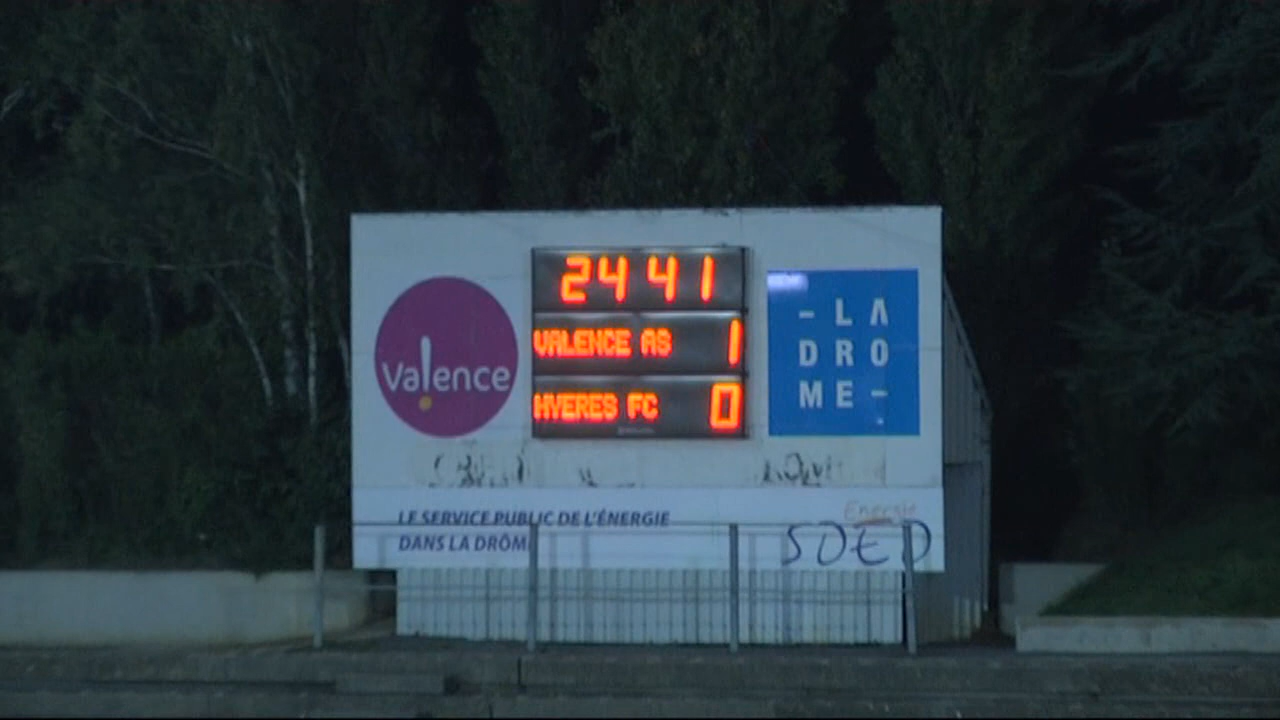 24 41
VALENCE AS 1
HYERES FC 0
Valence
- LA
DRO
ME -
LE SERVICE PUBLIC DE L'ÉNERGIE
DANS LA DRÔME
Energie
SDED